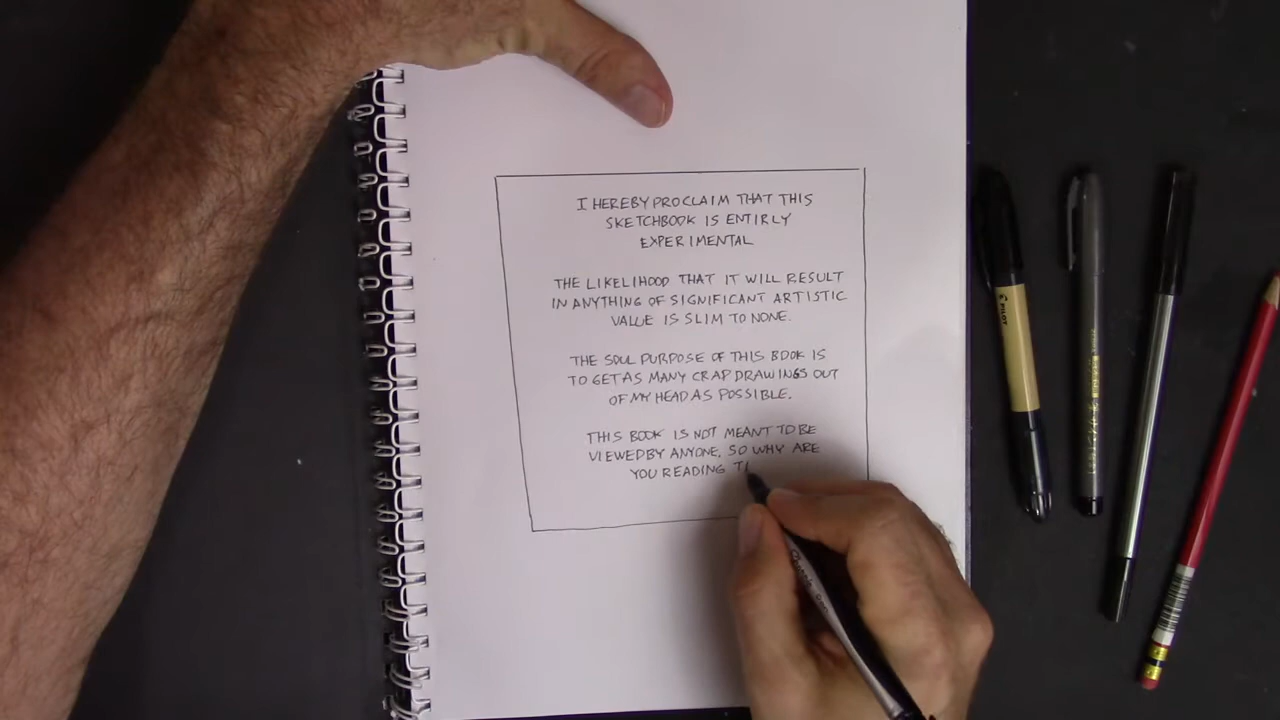 I HEREBY PROCLAIM THAT THIS
SKETCHBOOK IS ENTIRLY
EXPERIMENTAL
THE LIKELIHOOD THAT IT WILL RESULT
IN ANYTHING OF SIGNIFICANT ARTISTIC
VALUE IS SLIM TO NONE.
THE SOUL PURPOSE OF THIS BOOK IS
TO GET AS MANY CRAP DRAWINGS OUT
OF MY HEAD AS POSSIBLE.
THIS BOOK IS NOT MEANT TO BE
VIEWED BY ANYONE, SO WHY ARE
YOU READING
PILOT